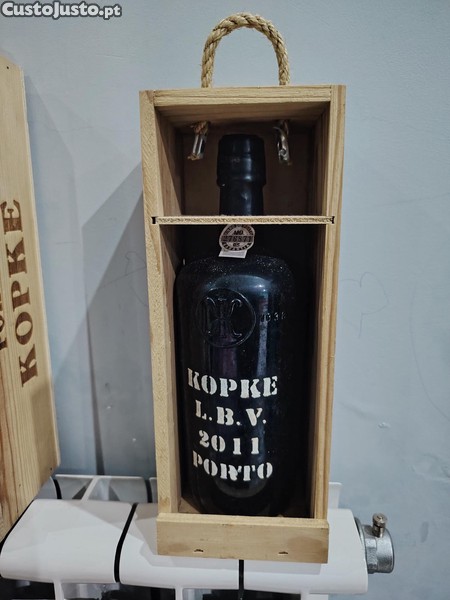 CustoJusto.pt
KOPKE
KOPKE
L.B.V.
2011
PORTO